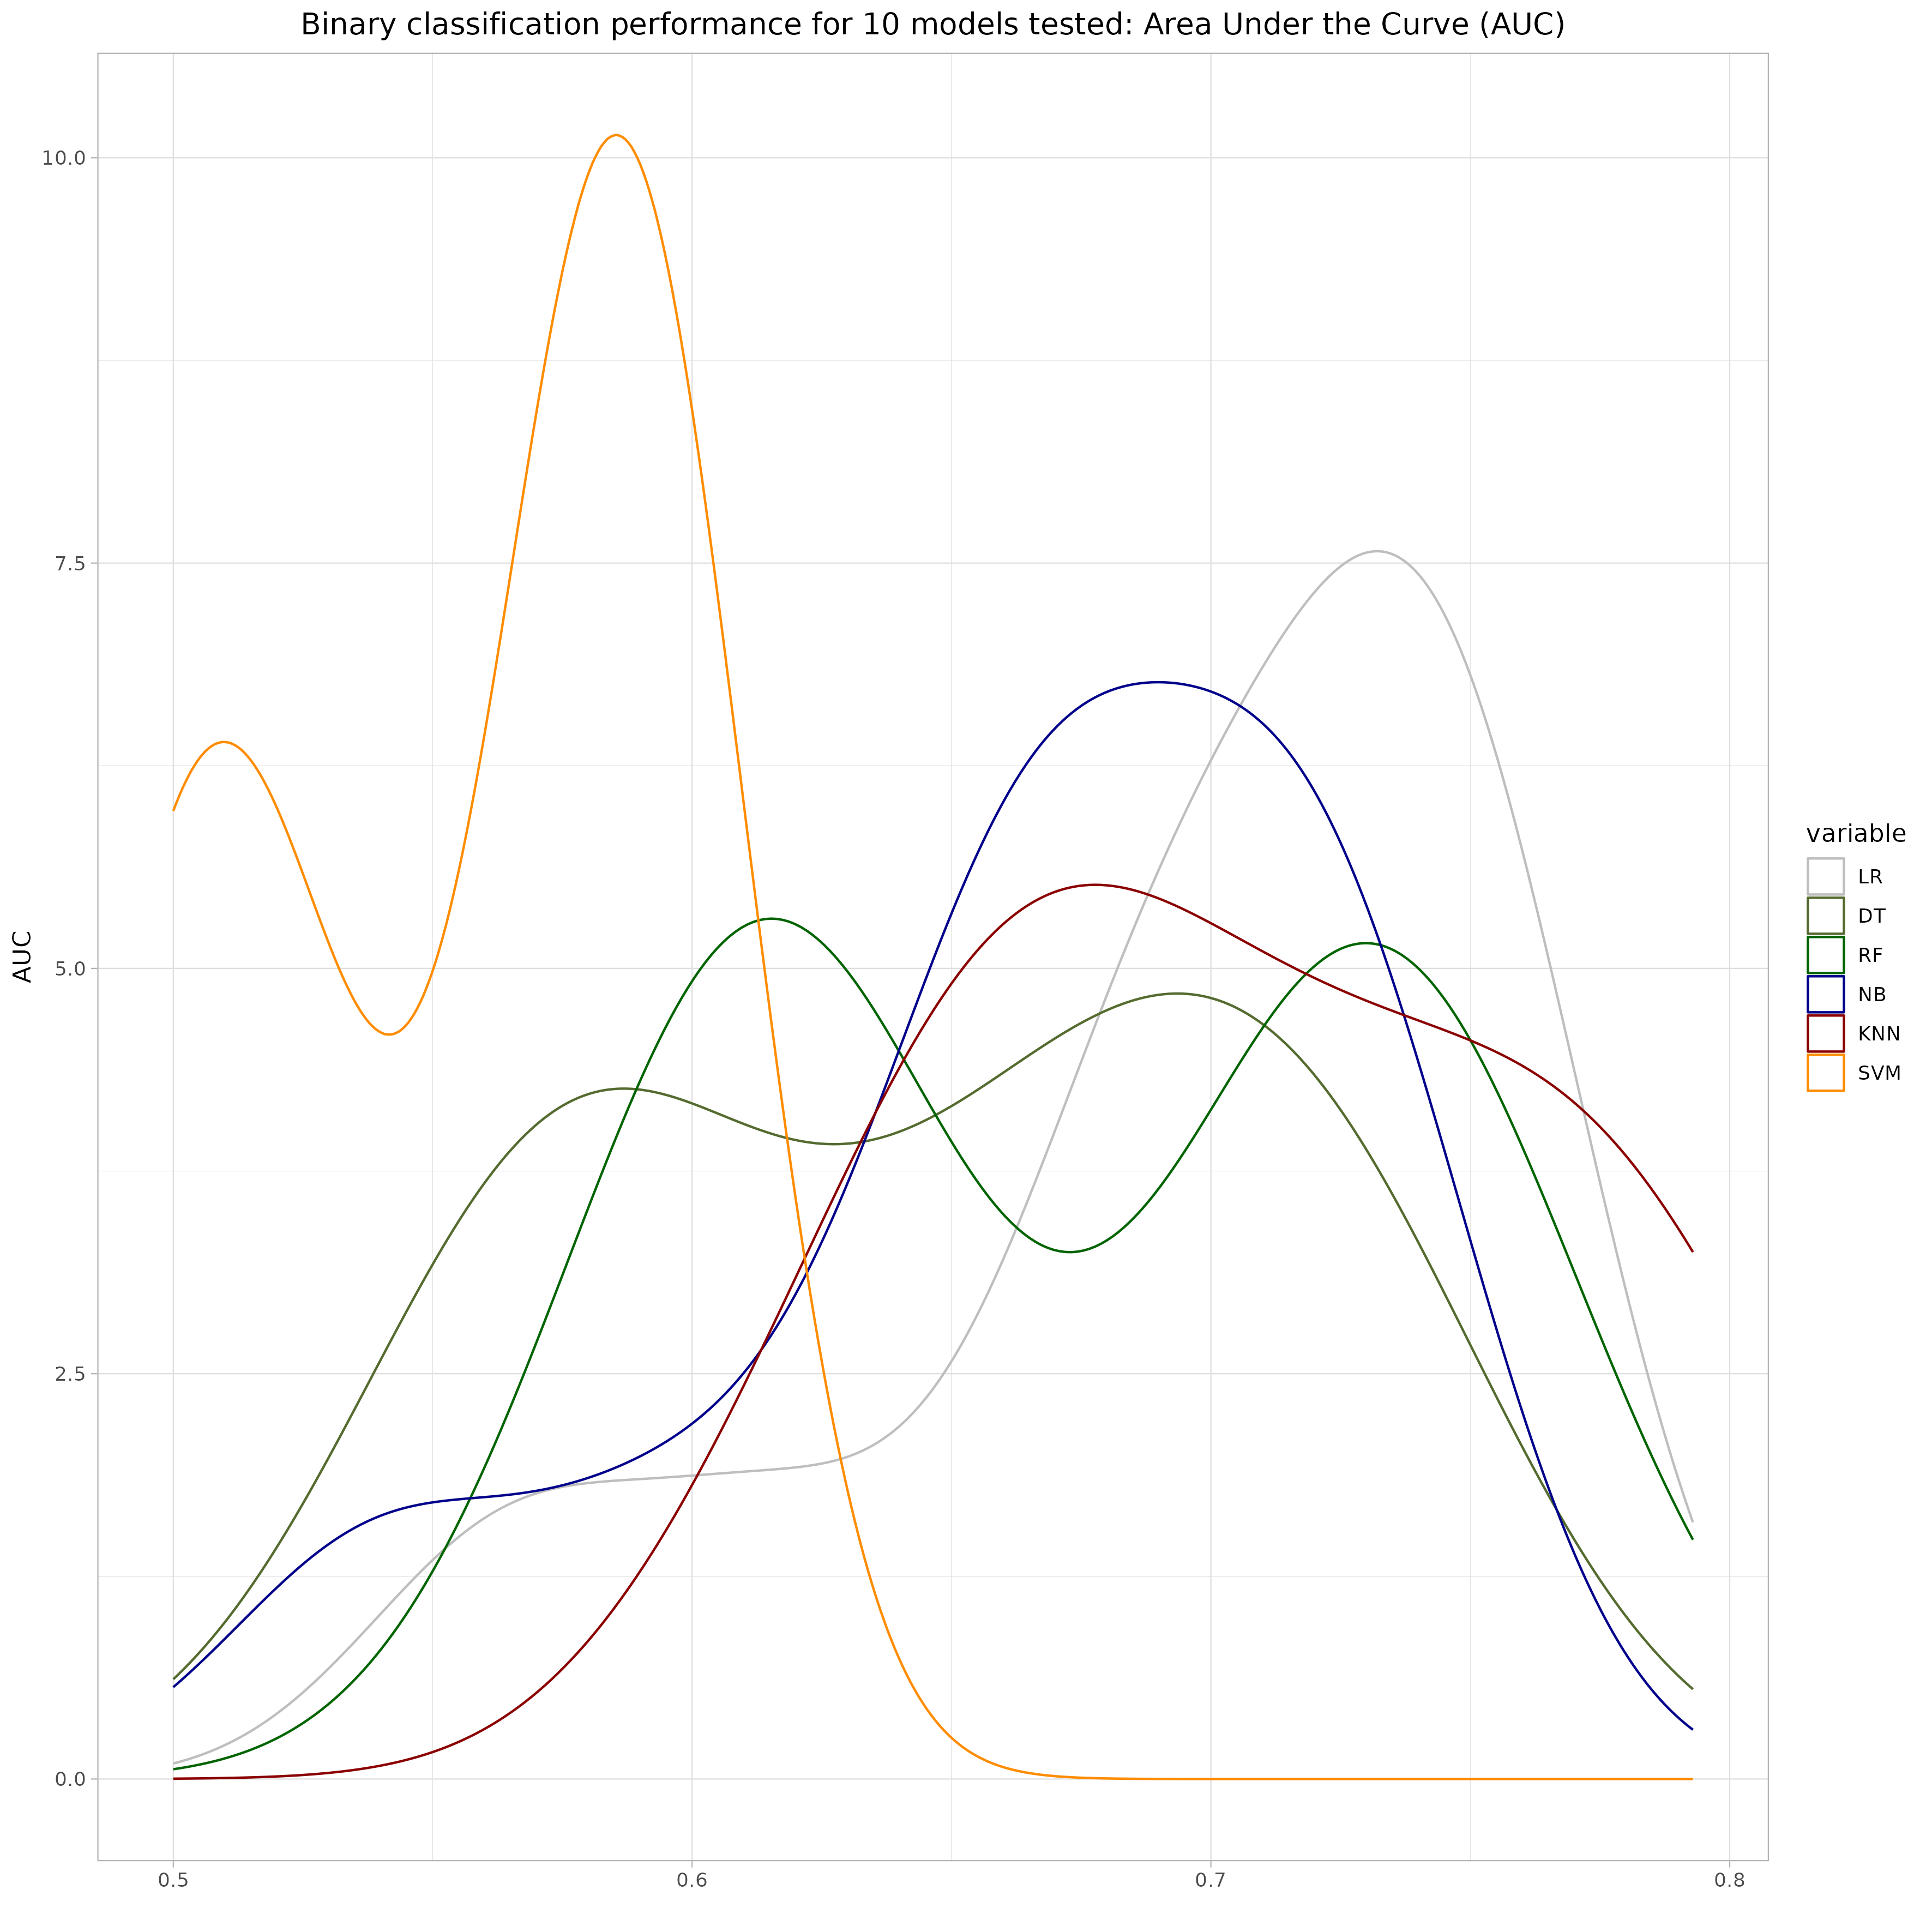 Binary classification performance for 10 models tested: Area Under the Curve (AUC)
10.0
7.5
5.0
2.5
0.0
AUC
0.5
0.6
0.7
0.8
variable
LR
DT
RF
NB
KNN
SVM